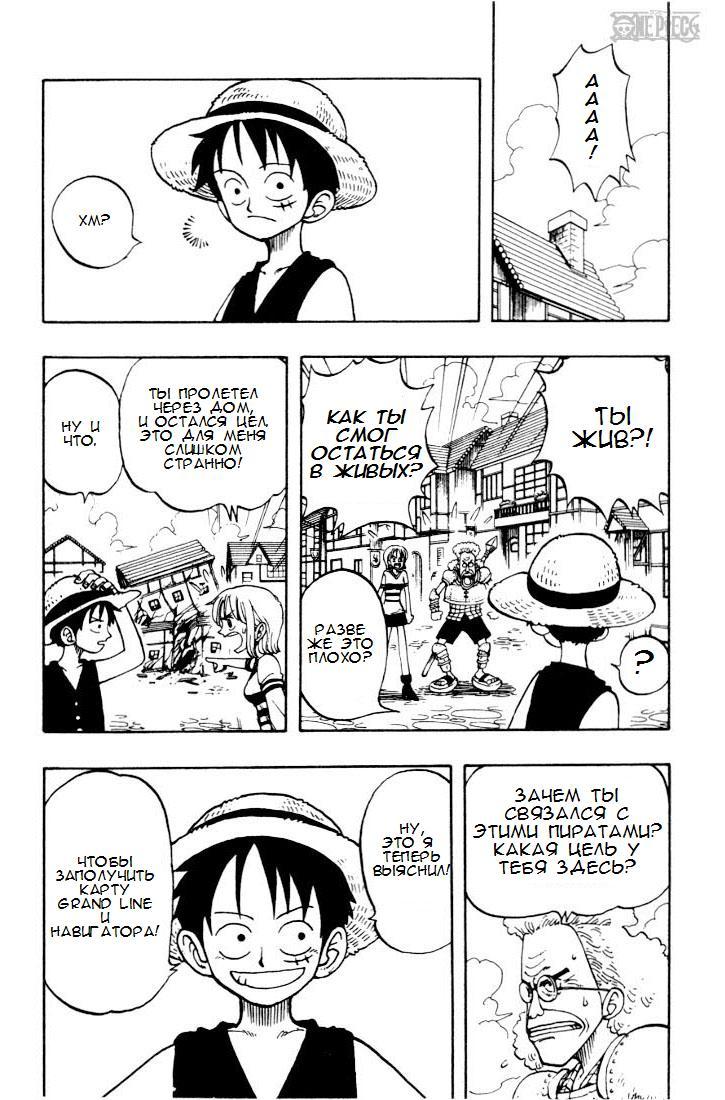 ONE PIECE
А
А
А
А
!
ХМ?
ТЫ
ЖИВ?!
КАК ТЫ
СМОГ
ОСТАТЬСЯ
В ЖИВЫХ?
?
РАЗВЕ
ЖЕ ЭТО
ПЛОХО?
ТЫ ПРОЛЕТЕЛ
ЧЕРЕЗ ДОМ,
И ОСТАЛСЯ ЦЕЛ.
ЭТО ДЛЯ МЕНЯ
СЛИШКОМ
СТРАННО!
НУ И
ЧТО.
ЗАЧЕМ ТЫ
СВЯЗАЛСЯ С
ЭТИМИ ПИРАТАМИ?
КАКАЯ ЦЕЛЬ У
ТЕБЯ ЗДЕСЬ?
НУ,
ЭТО Я
ТЕПЕРЬ
ВЫЯСНИЛ!
ЧТОБЫ
ЗАПОЛУЧИТЬ
КАРТУ
GRAND LINE
И
НАВИГАТОРА!